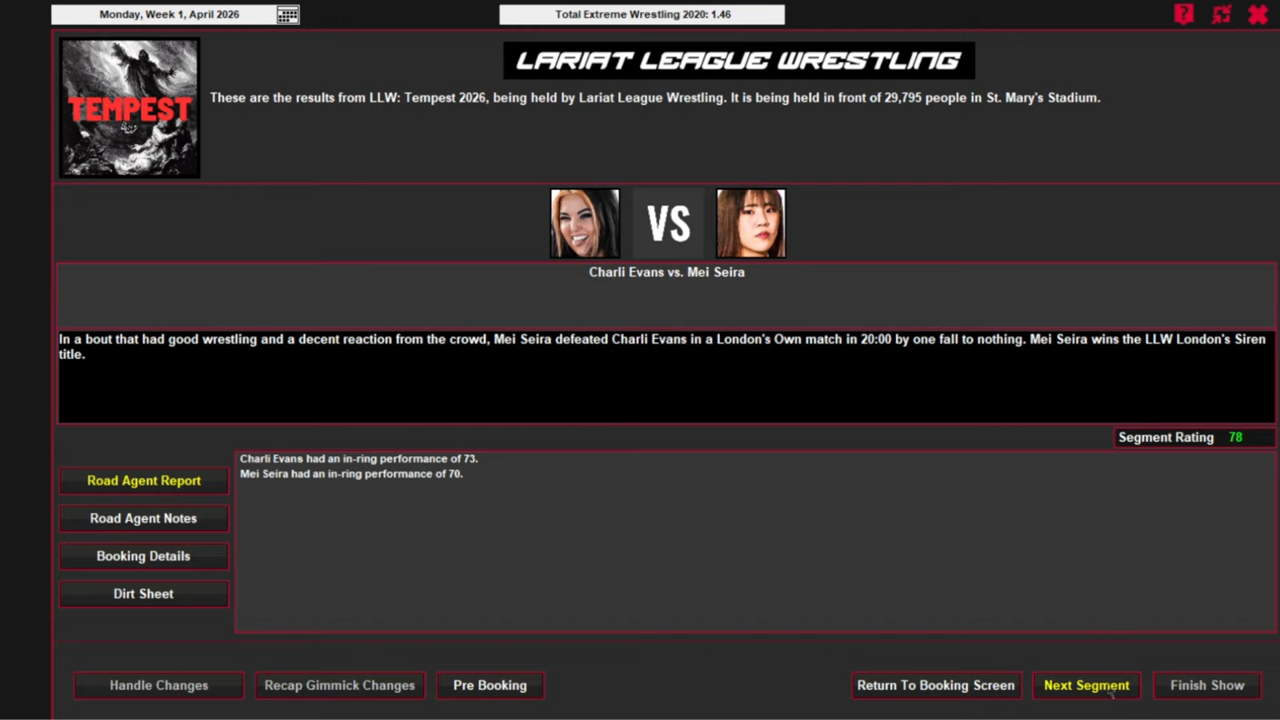 Monday, Week 1, April 2026
Total Extreme Wrestling 2020: 1.46
?
TEMPEST
LARIAT LEAGUE WRESTLING
These are the results from LLW: Tempest 2026, being held by Lariat League Wrestling. It is being held in front of 29,795 people in St. Mary's Stadium.
VS
Charli Evans vs. Mei Seira
In a bout that had good wrestling and a decent reaction from the crowd, Mei Seira defeated Charli Evans in a London's Own match in 20:00 by one fall to nothing. Mei Seira wins the LLW London's Siren
title.
Segment Rating 78
Charli Evans had an in-ring performance of 73.
Mei Seira had an in-ring performance of 70.
Road Agent Report
Road Agent Notes
Booking Details
Dirt Sheet
Handle Changes
Recap Gimmick Changes
Pre Booking
Return To Booking Screen
Next Segment
Finish Show